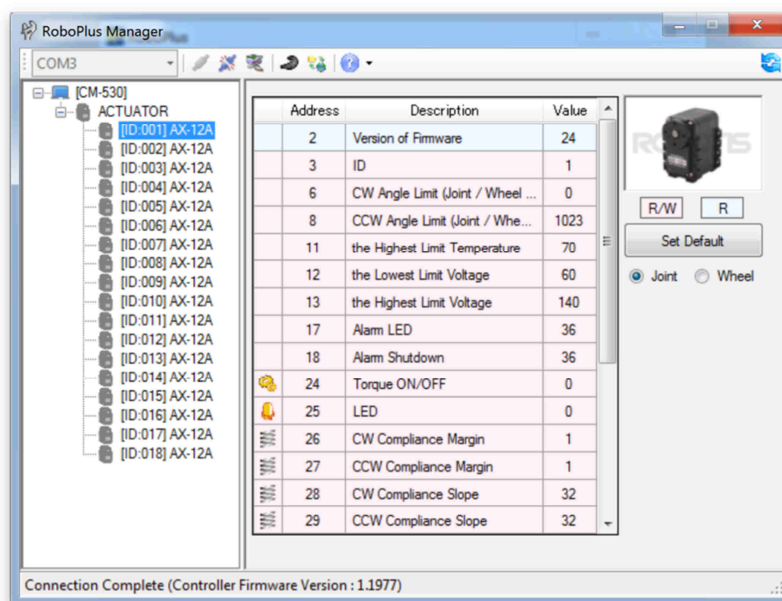 RoboPlus Manager
COM3
[CM-530]
ACTUATOR
[ID:001] AX-12A
[ID:002] AX-12A
[ID:003] AX-12A
[ID:004] AX-12A
[ID:005] AX-12A
[ID:006] AX-12A
[ID:007] AX-12A
[ID:008] AX-12A
[ID:009] AX-12A
[ID:010] AX-12A
[ID:011] AX-12A
[ID:012] AX-12A
[ID:013] AX-12A
[ID:014] AX-12A
[ID:015] AX-12A
[ID:016] AX-12A
[ID:017] AX-12A
[ID:018] AX-12A
Address Description Value
2 Version of Firmware 24
3 ID 1
6 CW Angle Limit (Joint / Wheel ... 0
8 CCW Angle Limit (Joint / Whe... 1023
11 the Highest Limit Temperature 70
12 the Lowest Limit Voltage 60
13 the Highest Limit Voltage 140
17 Alarm LED 36
18 Alarm Shutdown 36
24 Torque ON/OFF 0
25 LED 0
26 CW Compliance Margin 1
27 CCW Compliance Margin 1
28 CW Compliance Slope 32
29 CCW Compliance Slope 32
R/W R
Set Default
Joint Wheel
Connection Complete (Controller Firmware Version : 1.1977)